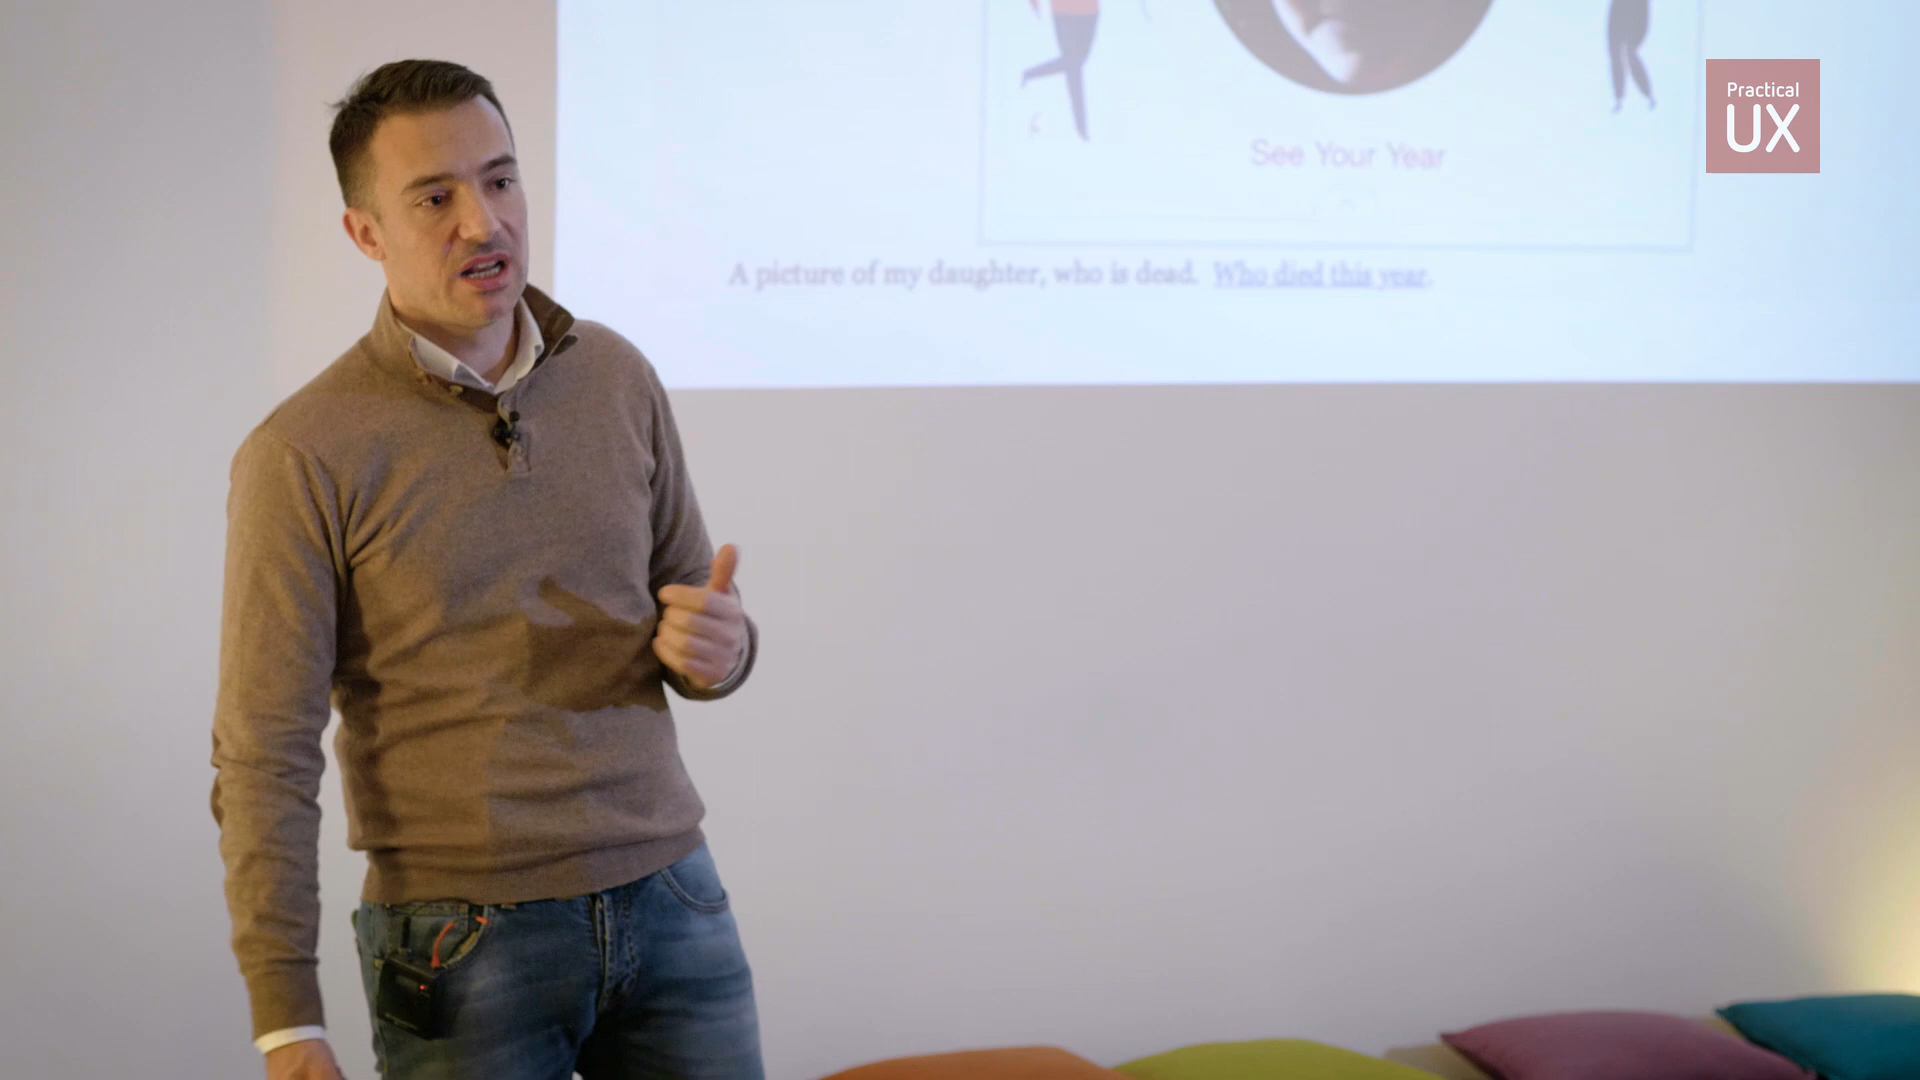 Practical
UX
See Your Year
A picture of my daughter, who is dead. Who died this year.